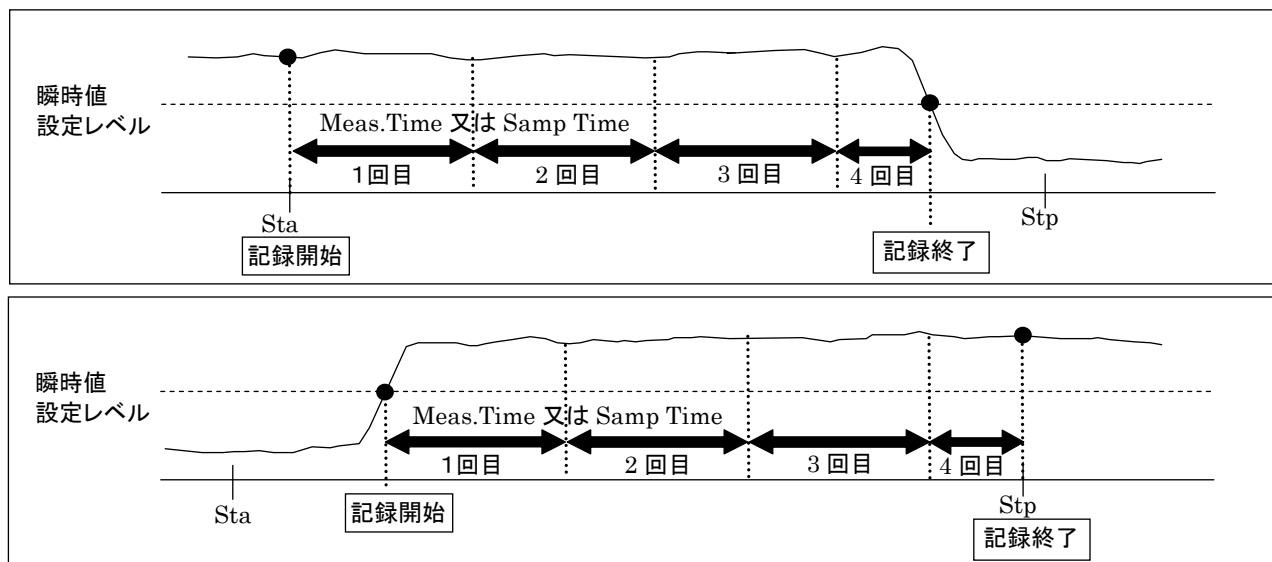 瞬時値
設定レベル
Meas.Time 又は Samp Time
1回目
2 回目
3 回目
4 回目
Sta
Stp
記録開始
記録終了
瞬時値
設定レベル
Meas.Time 又は Samp Time
1回目
2 回目
3 回目
4 回目
Sta
Stp
記録開始
記録終了